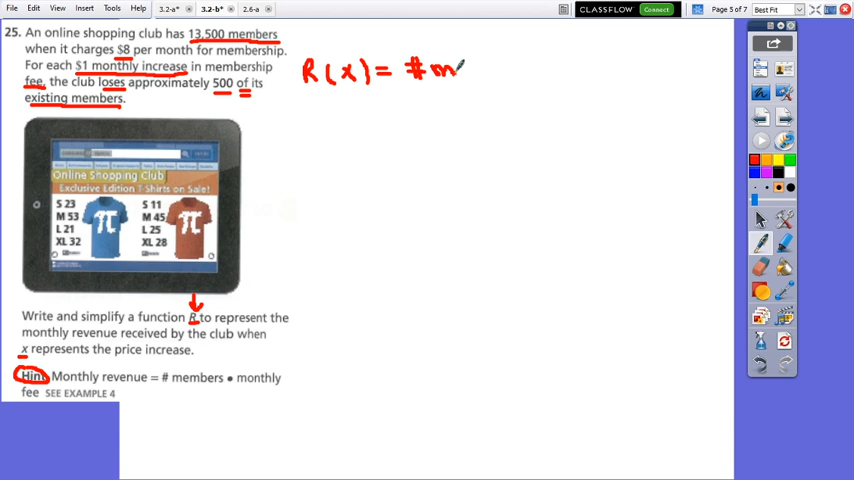 File Edit View Insert Tools Help
CLASSFLOW Connect Page 5 of 7 Best Fit
3.2-a* 3.2-b* 2.6-a
25. An online shopping club has 13,500 members
when it charges $8 per month for membership.
For each $1 monthly increase in membership
fee, the club loses approximately 500 of its
existing members.
R(x) = #m
Online Shopping Club
Exclusive Edition T-Shirts on Sale!
S 23
M 53
L 21
XL 32
S 11
M 45
L 25
XL 28
Write and simplify a function R to represent the
monthly revenue received by the club when
x represents the price increase.
Hint Monthly revenue = # members • monthly
fee SEE EXAMPLE 4